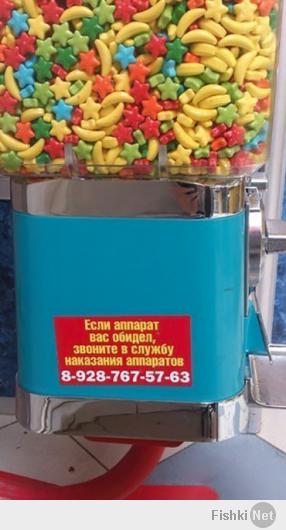 Если аппарат
вас обидел,
звоните в службу
наказания аппаратов
8-928-767-57-63
Fishki Net